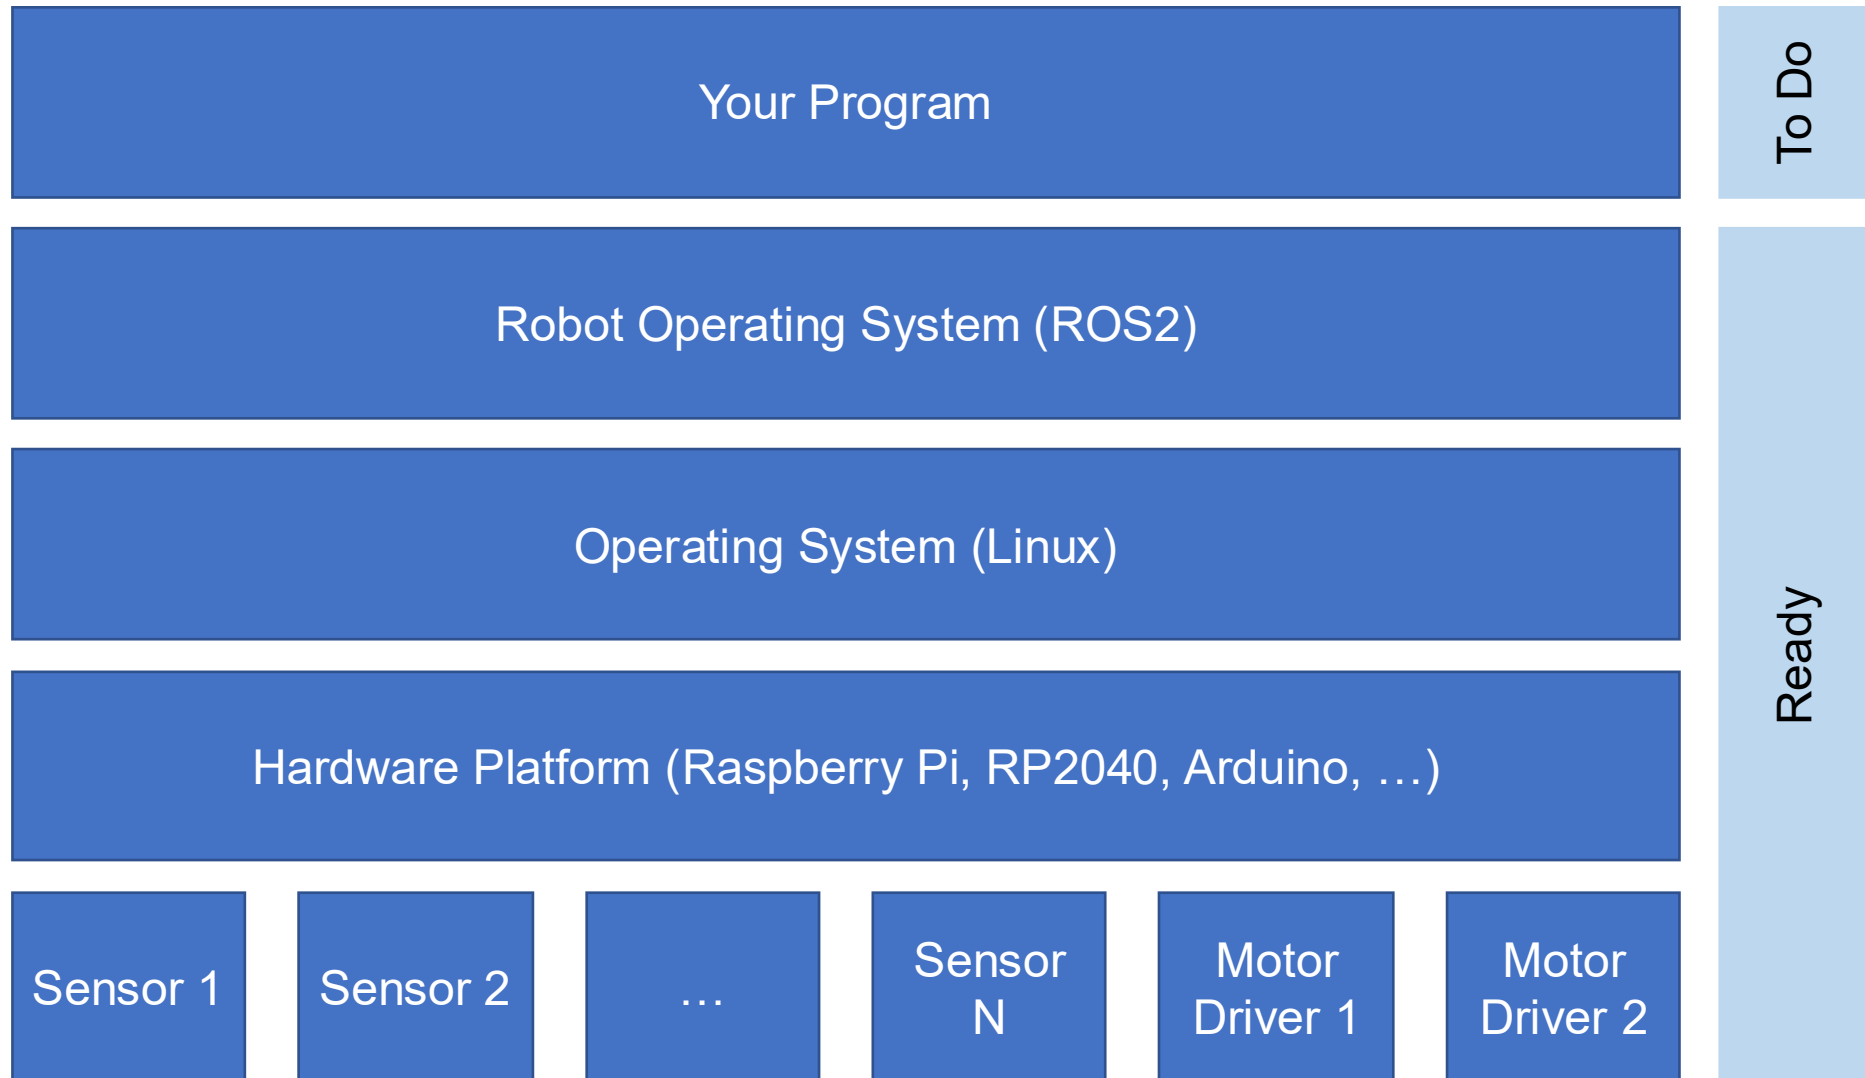 Your Program
To Do
Robot Operating System (ROS2)
Operating System (Linux)
Ready
Hardware Platform (Raspberry Pi, RP2040, Arduino, …)
Sensor 1
Sensor 2
…
Sensor
N
Motor
Driver 1
Motor
Driver 2